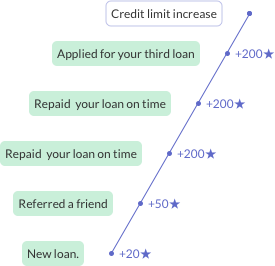 Credit limit increase
Applied for your third loan +200★
Repaid your loan on time +200★
Repaid your loan on time +200★
Referred a friend +50★
New loan. +20★